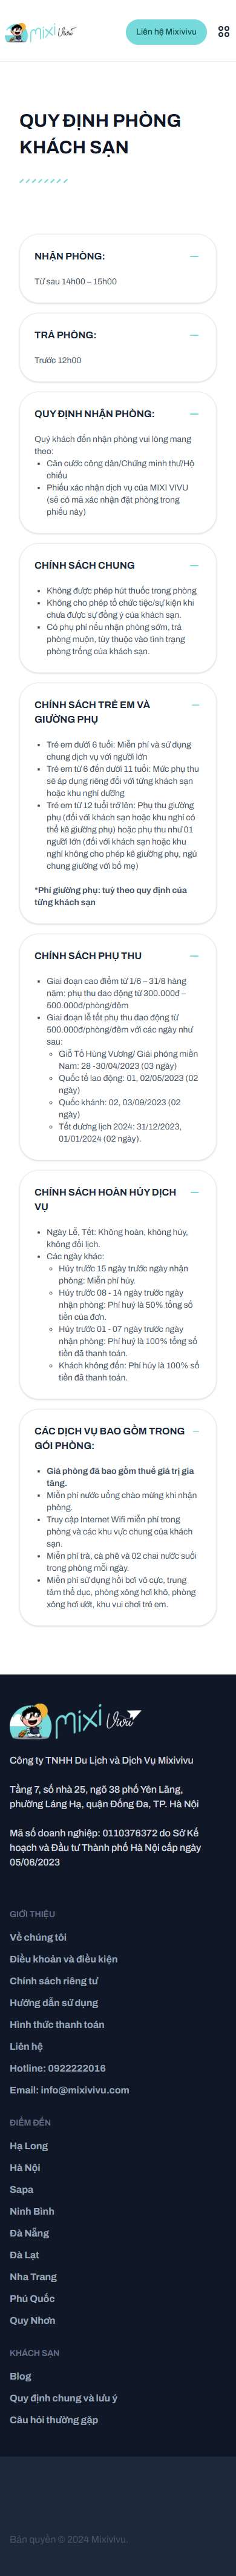 mixi Vivu
Liên hệ Mixivivu
QUY ĐỊNH PHÒNG
KHÁCH SẠN
NHẬN PHÒNG:
Từ sau 14h00 – 15h00
TRẢ PHÒNG:
Trước 12h00
QUY ĐỊNH NHẬN PHÒNG:
Quý khách đến nhận phòng vui lòng mang
theo:
• Căn cước công dân/Chứng minh thư/Hộ
chiếu
• Phiếu xác nhận dịch vụ của MIXI VIVU
(sẽ có mã xác nhận đặt phòng trong
phiếu này)
CHÍNH SÁCH CHUNG
• Không được phép hút thuốc trong phòng
• Không cho phép tổ chức tiệc/sự kiện khi
chưa được sự đồng ý của khách sạn.
• Có phụ phí nếu nhận phòng sớm, trả
phòng muộn, tùy thuộc vào tình trạng
phòng trống của khách sạn.
CHÍNH SÁCH TRẺ EM VÀ
GIƯỜNG PHỤ
• Trẻ em dưới 6 tuổi: Miễn phí và sử dụng
chung dịch vụ với người lớn
• Trẻ em từ 6 đến dưới 11 tuổi: Mức phụ thu
sẽ áp dụng riêng đối với từng khách sạn
hoặc khu nghỉ dưỡng
• Trẻ em từ 12 tuổi trở lên: Phụ thu giường
phụ (đối với khách sạn hoặc khu nghỉ có
thể kê giường phụ) hoặc phụ thu như 01
người lớn (đối với khách sạn hoặc khu
nghỉ không cho phép kê giường phụ, ngủ
chung giường với bố mẹ)
*Phí giường phụ: tuỳ theo quy định của
từng khách sạn
CHÍNH SÁCH PHỤ THU
• Giai đoạn cao điểm từ 1/6 – 31/8 hàng
năm: phụ thu dao động từ 300.000đ –
500.000đ/phòng/đêm
• Giai đoạn lễ tết phụ thu dao động từ
500.000đ/phòng/đêm với các ngày như
sau:
◦ Giỗ Tổ Hùng Vương/ Giải phóng miền
Nam: 28 -30/04/2023 (03 ngày)
◦ Quốc tế lao động: 01, 02/05/2023 (02
ngày)
◦ Quốc khánh: 02, 03/09/2023 (02
ngày)
◦ Tết dương lịch 2024: 31/12/2023,
01/01/2024 (02 ngày).
CHÍNH SÁCH HOÀN HỦY DỊCH
VỤ
• Ngày Lễ, Tết: Không hoàn, không hủy,
không đổi lịch.
• Các ngày khác:
◦ Hủy trước 15 ngày trước ngày nhận
phòng: Miễn phí hủy.
◦ Hủy trước 08 - 14 ngày trước ngày
nhận phòng: Phí huỷ là 50% tổng số
tiền của đơn.
◦ Hủy trước 01 - 07 ngày trước ngày
nhận phòng: Phí huỷ là 100% tổng số
tiền đã thanh toán.
◦ Khách không đến: Phí hủy là 100% số
tiền đã thanh toán.
CÁC DỊCH VỤ BAO GỒM TRONG
GÓI PHÒNG:
• Giá phòng đã bao gồm thuế giá trị gia
tăng.
• Miễn phí nước uống chào mừng khi nhận
phòng.
• Truy cập Internet Wifi miễn phí trong
phòng và các khu vực chung của khách
sạn.
• Miễn phí trà, cà phê và 02 chai nước suối
trong phòng mỗi ngày.
• Miễn phí sử dụng hồ bơi vô cực, trung
tâm thể dục, phòng xông hơi khô, phòng
xông hơi ướt, khu vui chơi trẻ em.
mixi Vivu
Công ty TNHH Du Lịch và Dịch Vụ Mixivivu
Tầng 7, số nhà 25, ngõ 38 phố Yên Lãng,
phường Láng Hạ, quận Đống Đa, TP. Hà Nội
Mã số doanh nghiệp: 0110376372 do Sở Kế
hoạch và Đầu tư Thành phố Hà Nội cấp ngày
05/06/2023
GIỚI THIỆU
Về chúng tôi
Điều khoản và điều kiện
Chính sách riêng tư
Hướng dẫn sử dụng
Hình thức thanh toán
Liên hệ
Hotline: 0922222016
Email: info@mixivivu.com
ĐIỂM ĐẾN
Hạ Long
Hà Nội
Sapa
Ninh Bình
Đà Nẵng
Đà Lạt
Nha Trang
Phú Quốc
Quy Nhơn
KHÁCH SẠN
Blog
Quy định chung và lưu ý
Câu hỏi thường gặp
Bản quyền © 2024 Mixivivu.